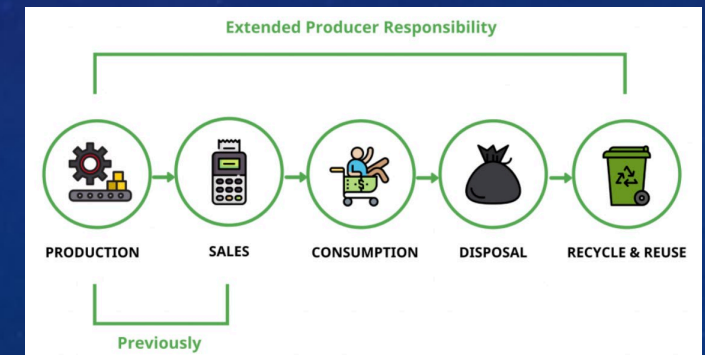 Extended Producer Responsibility
PRODUCTION
SALES
CONSUMPTION
DISPOSAL
RECYCLE & REUSE
Previously